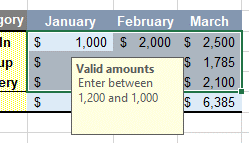 gory January February March
In $ 1,000 $ 2,000 $ 2,500
up $ $ 1,785
ery $ $ 2,100
$ $ 6,385
Valid amounts
Enter between
1,200 and 1,000